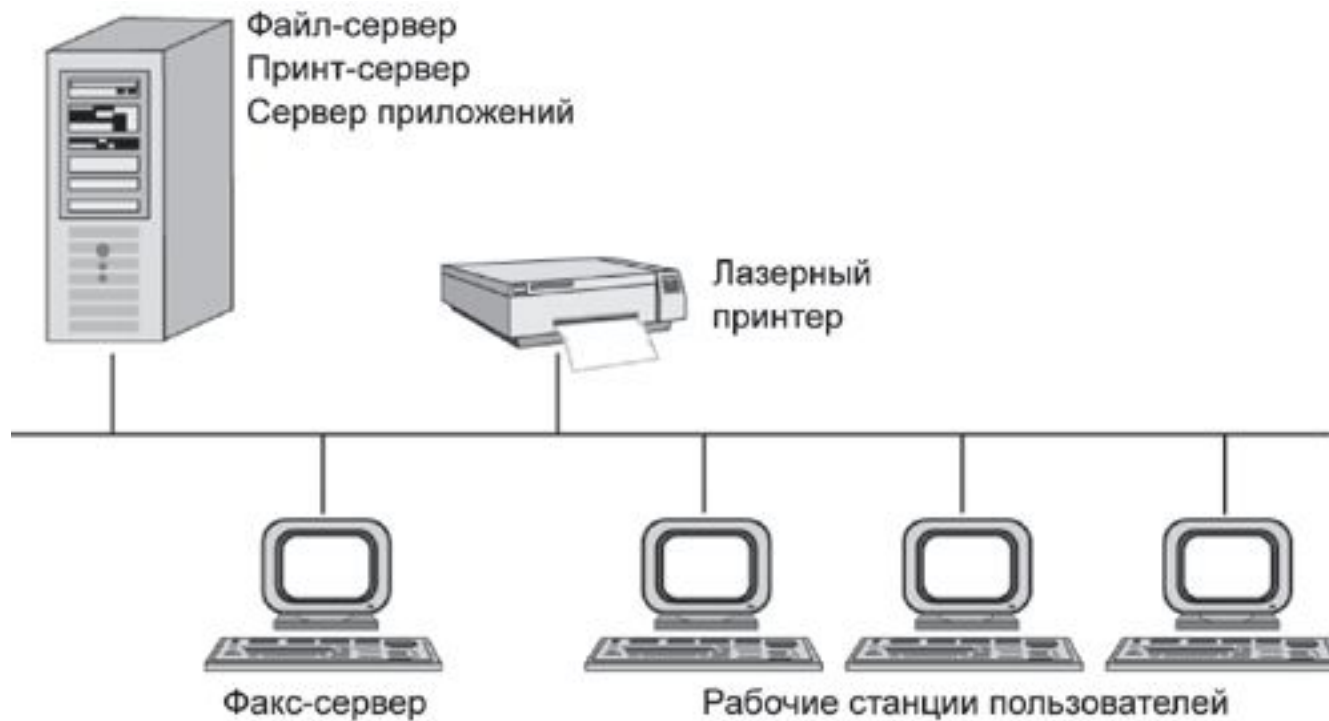 Файл-сервер
Принт-сервер
Сервер приложений
Лазерный
принтер
Факс-сервер
Рабочие станции пользователей